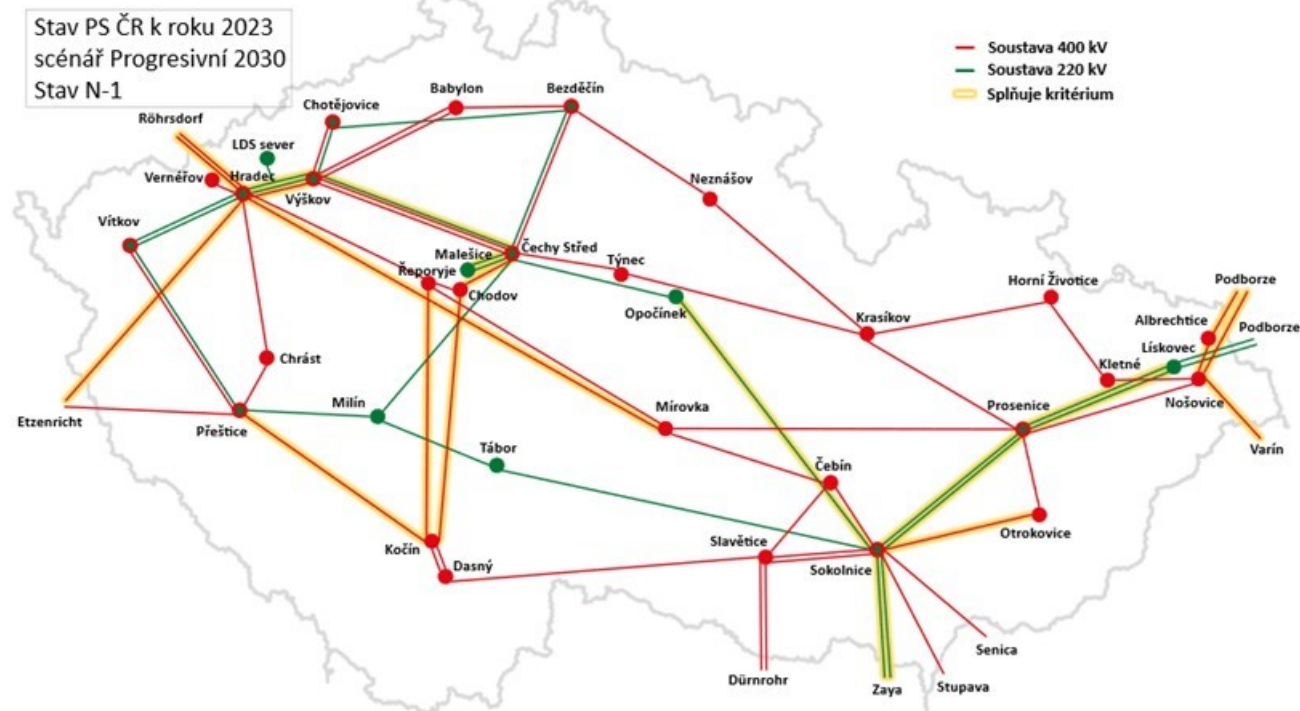 Stav PS ČR k roku 2023
scénář Progresivní 2030
Stav N-1
Soustava 400 kV
Soustava 220 kV
Splňuje kritérium
Röhrsdorf
Chotějovice
Babylon
Bezděčín
LDS sever
Vernéřov
Hradec
Výškov
Neznášov
Vítkov
Malešice
Čechy Střed
Řeporyje
Týnec
Chodov
Opočínek
Horní Životice
Podborze
Krasíkov
Albrechtice
Podborze
Lískovec
Chrást
Kletné
Nošovice
Etzenricht
Přeštice
Milín
Mírovka
Prosenice
Varín
Tábor
Čebín
Kočín
Dasný
Slavětice
Sokolnice
Otrokovice
Senica
Dürnrohr
Zaya
Stupava